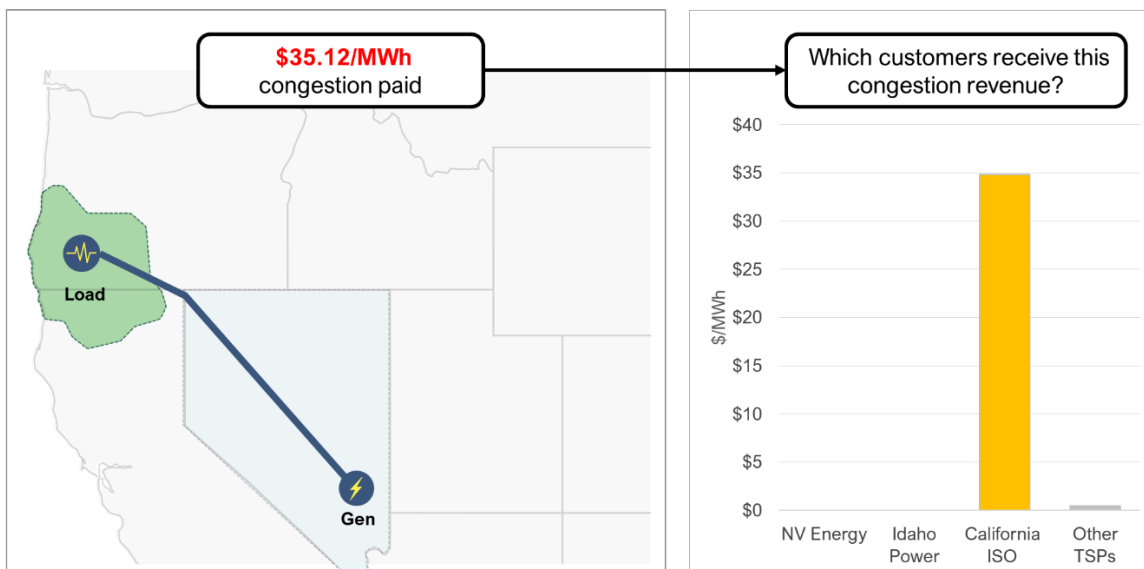 $35.12/MWh
congestion paid
Which customers receive this
congestion revenue?
Load
Gen
$/MWh
$40
$35
$30
$25
$20
$15
$10
$5
$0
NV Energy
Idaho
Power
California
ISO
Other
TSPs